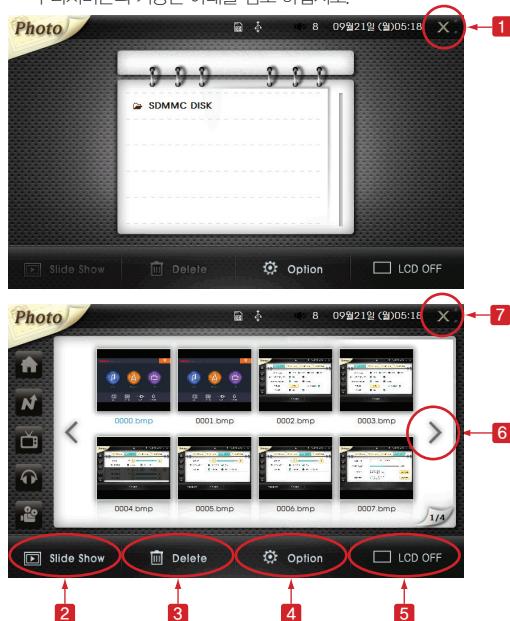 Photo
8 09월21일 (월)05:18
1
SDMMC DISK
Slide Show
Delete
Option
LCD OFF
Photo
8 09월21일 (월)05:18
7
0000.bmp
0001.bmp
0002.bmp
0003.bmp
6
0004.bmp
0005.bmp
0006.bmp
0007.bmp
1/4
Slide Show
Delete
Option
LCD OFF
2
3
4
5